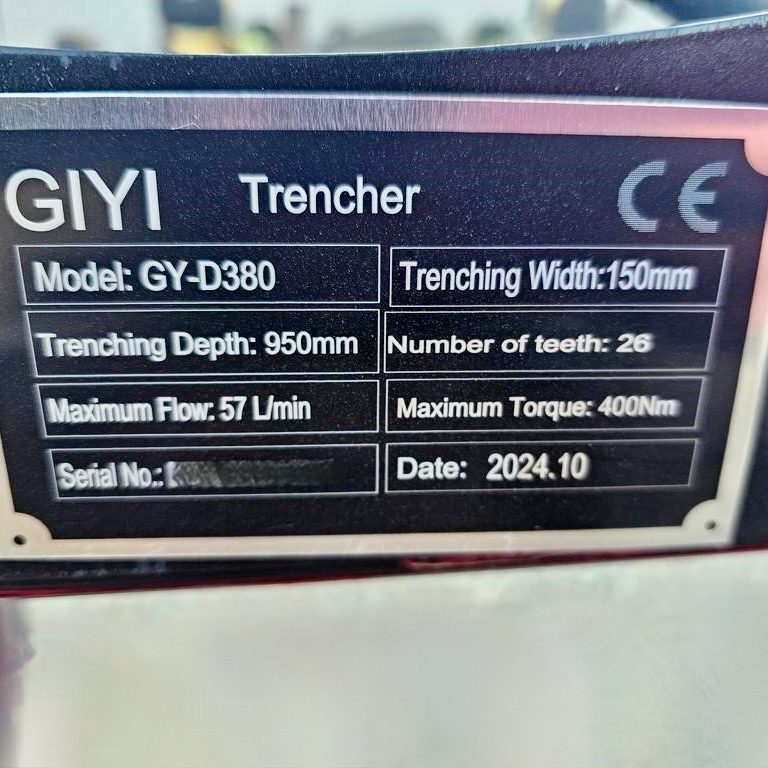 GIYI Trencher CE
Model: GY-D380
Trenching Width:150mm
Trenching Depth: 950mm
Number of teeth: 26
Maximum Flow: 57 L/min
Maximum Torque: 400Nm
Serial No.:
Date: 2024.10